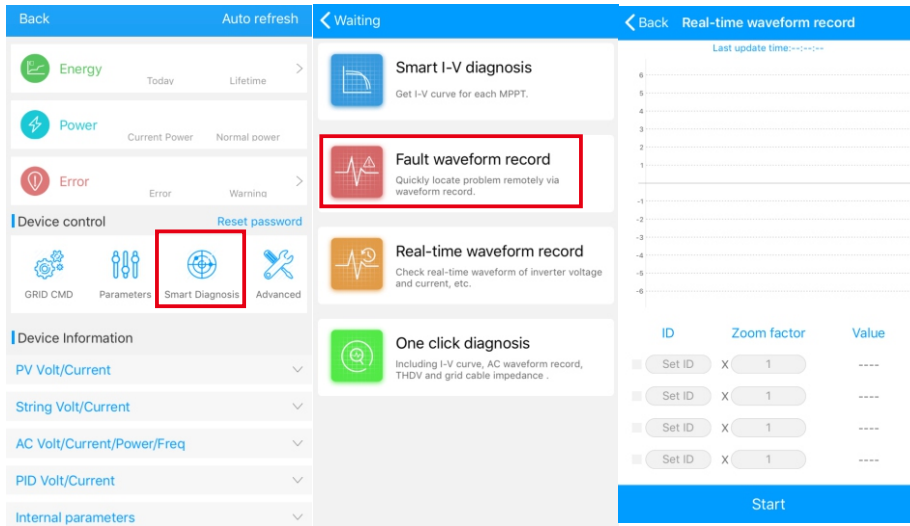 Back Auto refresh
Energy
Today Lifetime
Power
Current Power Normal power
Error
Error Warning
Device control Reset password
GRID CMD Parameters Smart Diagnosis Advanced
Device Information
PV Volt/Current
String Volt/Current
AC Volt/Current/Power/Freq
PID Volt/Current
Internal parameters
Waiting
Smart I-V diagnosis
Get I-V curve for each MPPT.
Fault waveform record
Quickly locate problem remotely via
waveform record.
Real-time waveform record
Check real-time waveform of inverter voltage
and current, etc.
One click diagnosis
Including I-V curve, AC waveform record,
THDV and grid cable impedance .
Back Real-time waveform record
Last update time:--:--:--
6
5
4
3
2
1
-1
-2
-3
-4
-5
-6
ID Zoom factor Value
Set ID X 1 ----
Set ID X 1 ----
Set ID X 1 ----
Set ID X 1 ----
Start